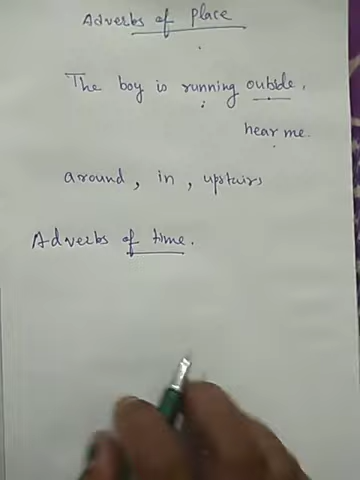 Adverbs of Place
The boy is running outside.
near me.
around, in, upstairs
Adverbs of time.